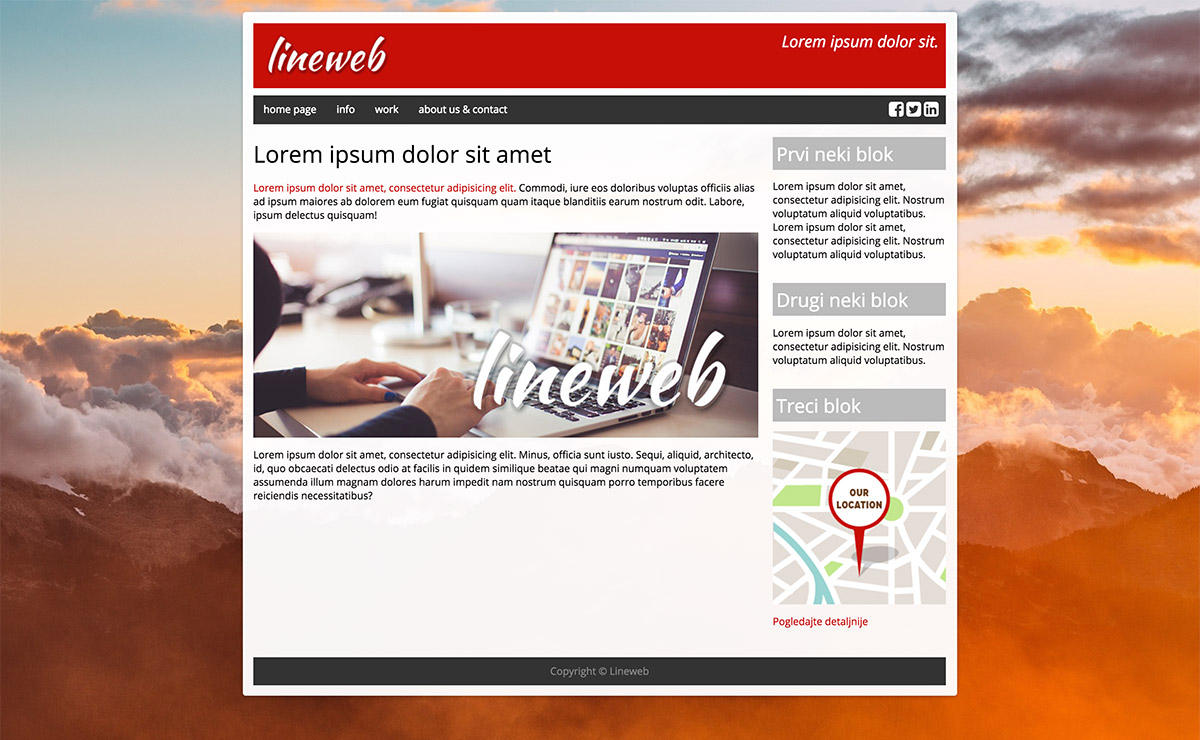 lineweb
Lorem ipsum dolor sit.
home page info work about us & contact
Lorem ipsum dolor sit amet
Lorem ipsum dolor sit amet, consectetur adipisicing elit. Commodi, iure eos doloribus voluptas officiis alias
ad ipsum maiores ab dolorem eum fugiat quisquam quam itaque blanditiis earum nostrum odit. Labore,
ipsum delectus quisquam!
lineweb
Lorem ipsum dolor sit amet, consectetur adipisicing elit. Minus, officia sunt iusto. Sequi, aliquid, architecto,
id, quo obcaecati delectus odio at facilis in quidem similique beatae qui magni numquam voluptatem
assumenda illum magnam dolores harum impedit nam nostrum quisquam porro temporibus facere
reiciendis necessitatibus?
Prvi neki blok
Lorem ipsum dolor sit amet,
consectetur adipisicing elit. Nostrum
voluptatum aliquid voluptatibus.
Lorem ipsum dolor sit amet,
consectetur adipisicing elit. Nostrum
voluptatum aliquid voluptatibus.
Drugi neki blok
Lorem ipsum dolor sit amet,
consectetur adipisicing elit. Nostrum
voluptatum aliquid voluptatibus.
Treci blok
OUR
LOCATION
Pogledajte detaljnije
Copyright © Lineweb